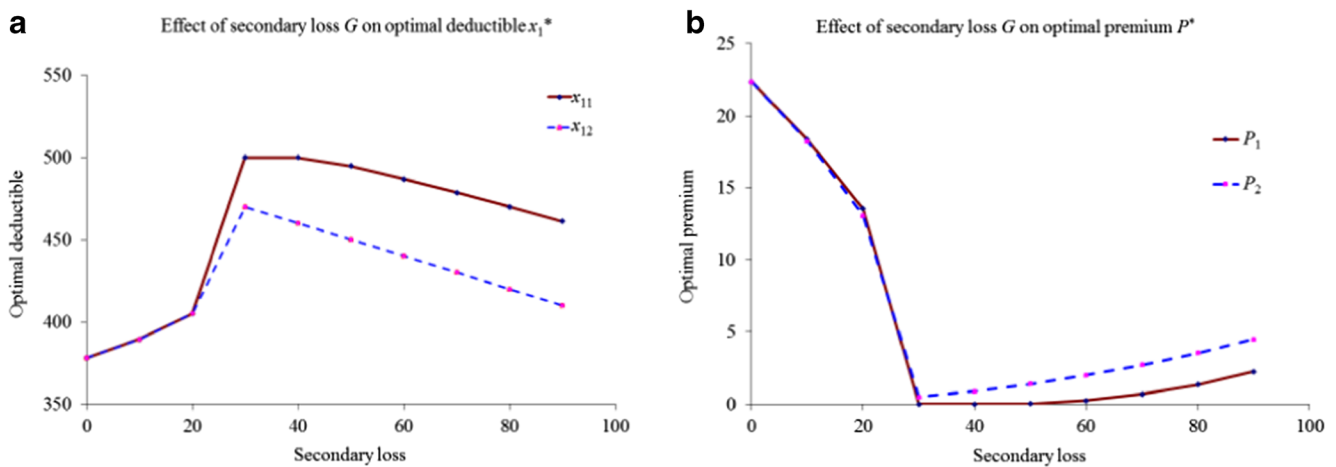 a
Effect of secondary loss G on optimal deductible x₁*
550
500
450
400
350
Optimal deductible
x₁₁
x₁₂
0 20 40 60 80 100
Secondary loss
b
Effect of secondary loss G on optimal premium P*
25
20
15
10
5
0
Optimal premium
P₁
P₂
0 20 40 60 80 100
Secondary loss